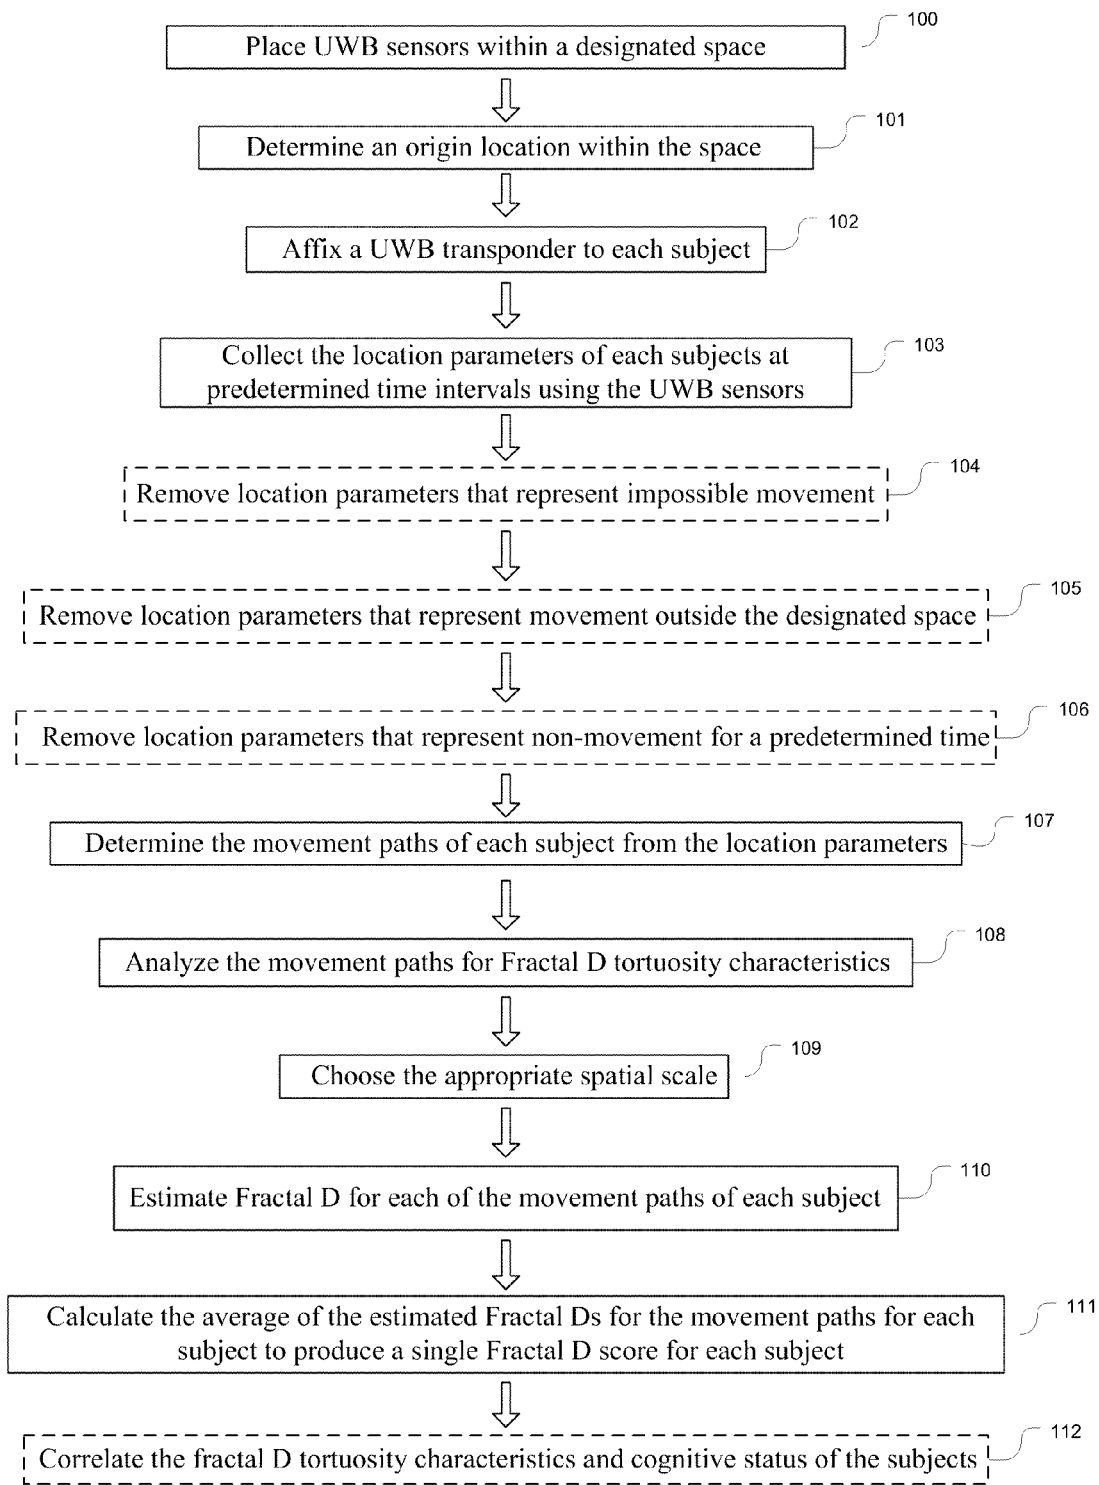 100
Place UWB sensors within a designated space
101
Determine an origin location within the space
102
Affix a UWB transponder to each subject
103
Collect the location parameters of each subjects at
predetermined time intervals using the UWB sensors
104
Remove location parameters that represent impossible movement
105
Remove location parameters that represent movement outside the designated space
106
Remove location parameters that represent non-movement for a predetermined time
107
Determine the movement paths of each subject from the location parameters
108
Analyze the movement paths for Fractal D tortuosity characteristics
109
Choose the appropriate spatial scale
110
Estimate Fractal D for each of the movement paths of each subject
111
Calculate the average of the estimated Fractal Ds for the movement paths for each
subject to produce a single Fractal D score for each subject
112
Correlate the fractal D tortuosity characteristics and cognitive status of the subjects